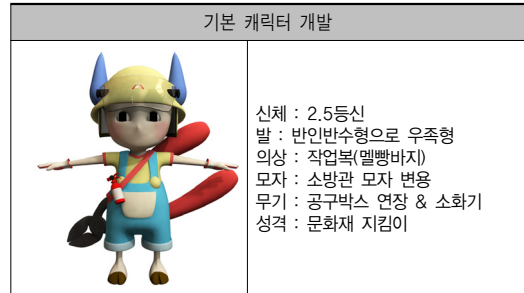 기본 캐릭터 개발
신체 : 2.5등신
발 : 반인반수형으로 우족형
의상 : 작업복(멜빵바지)
모자 : 소방관 모자 변용
무기 : 공구박스 연장 & 소화기
성격 : 문화재 지킴이